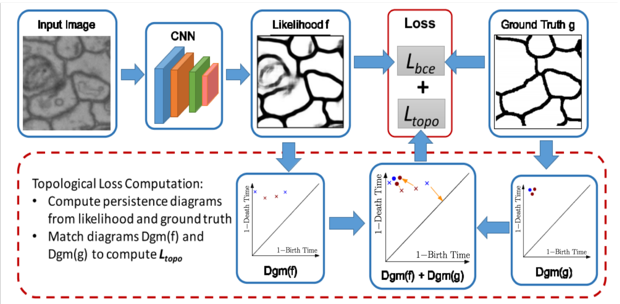 Input Image
CNN
Likelihood f
Loss
Ground Truth g
L_bce
+
L_topo
Topological Loss Computation:
• Compute persistence diagrams
from likelihood and ground truth
• Match diagrams Dgm(f) and
Dgm(g) to compute L_topo
1−Death Time
1−Birth Time
Dgm(f)
1−Death Time
1−Birth Time
Dgm(f) + Dgm(g)
1−Death Time
1−Birth Time
Dgm(g)